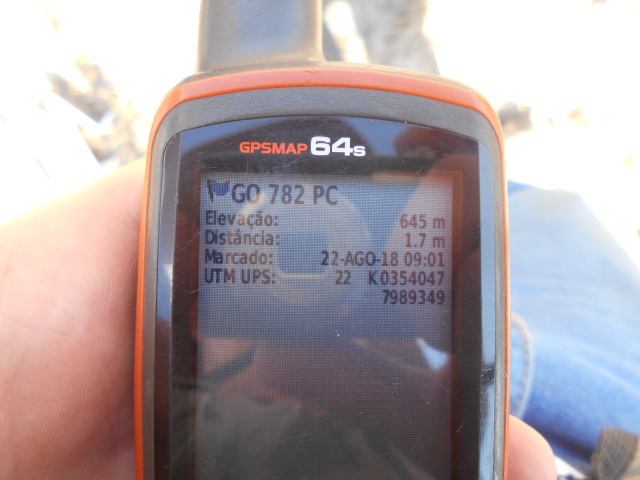 GPSMAP 64s
GO 782 PC
Elevação: 645 m
Distância: 1.7 m
Marcado: 22-AGO-18 09:01
UTM UPS: 22 K 0354047
7989349